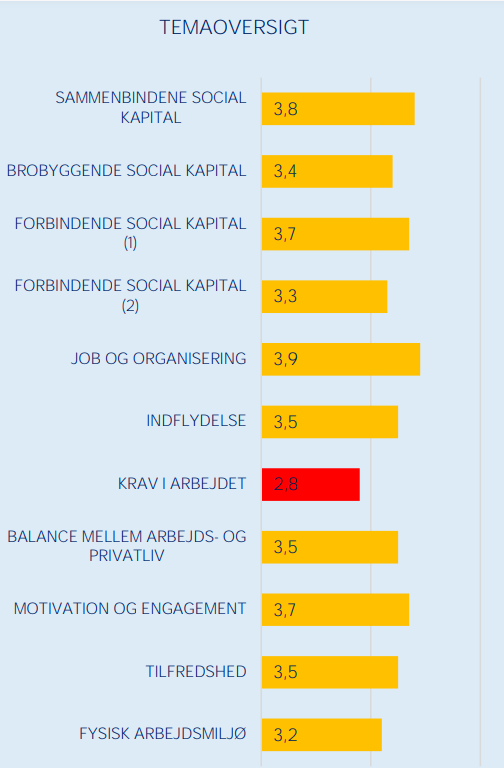 TEMAOVERSIGT
SAMMENBINDENE SOCIAL
KAPITAL
3,8
BROBYGGENDE SOCIAL KAPITAL
3,4
FORBINDENDE SOCIAL KAPITAL
(1)
3,7
FORBINDENDE SOCIAL KAPITAL
(2)
3,3
JOB OG ORGANISERING
3,9
INDFLYDELSE
3,5
KRAV I ARBEJDET
2,8
BALANCE MELLEM ARBEJDS- OG
PRIVATLIV
3,5
MOTIVATION OG ENGAGEMENT
3,7
TILFREDSHED
3,5
FYSISK ARBEJDSMILJØ
3,2